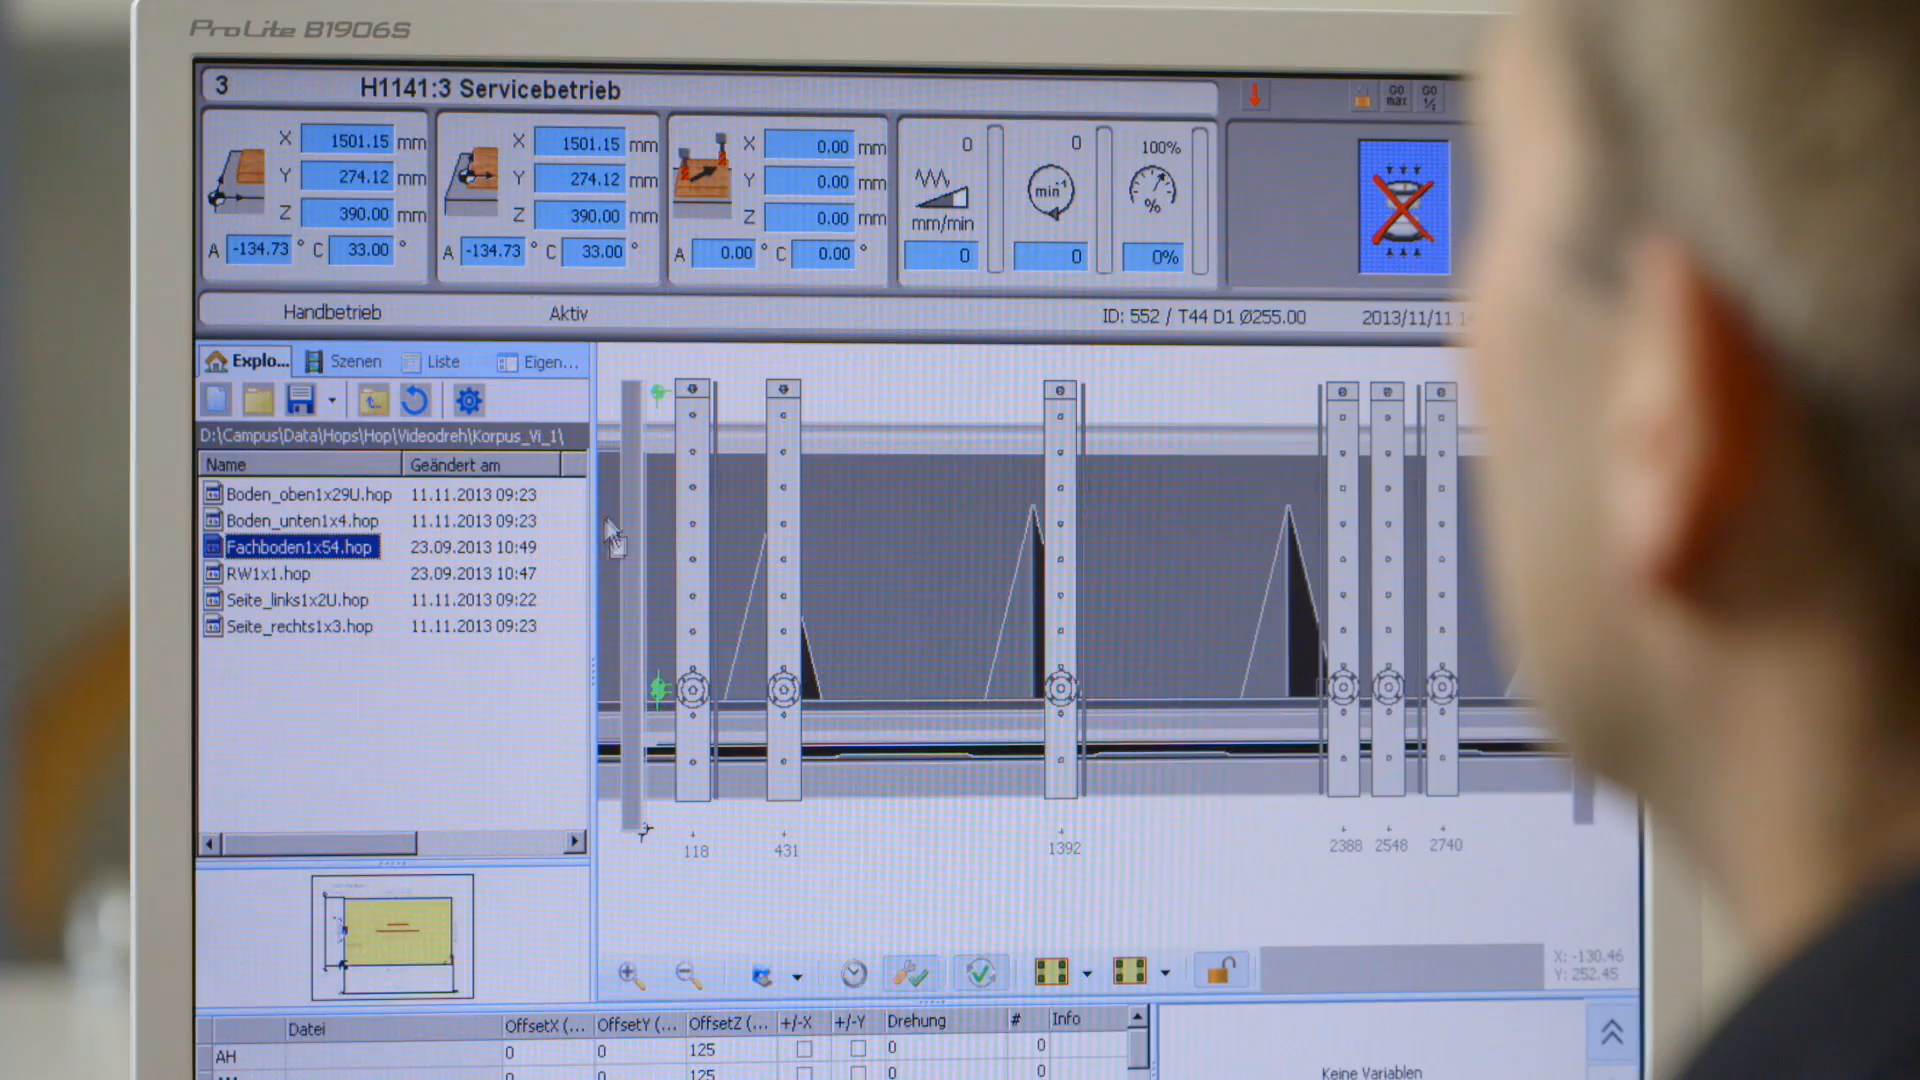 ProLite B1906S
3 H1141:3 Servicebetrieb
GO max GO ½
X 1501.15 mm X 1501.15 mm X 0.00 mm 0 0 100%
Y 274.12 mm Y 274.12 mm Y 0.00 mm min⁻¹ %
Z 390.00 mm Z 390.00 mm Z 0.00 mm mm/min
A -134.73 ° C 33.00 ° A -134.73 ° C 33.00 ° A 0.00 ° C 0.00 ° 0 0 0%
Handbetrieb Aktiv ID: 552 / T44 D1 Ø255.00 2013/11/11
Explo... Szenen Liste Eigen...
D:\Campus\Data\Hops\Hop\Videodreh\Korpus_Vi_1\
Name Geändert am
Boden_oben1x29U.hop 11.11.2013 09:23
Boden_unten1x4.hop 11.11.2013 09:23
Fachboden1x54.hop 23.09.2013 10:49
RW1x1.hop 23.09.2013 10:47
Seite_links1x2U.hop 11.11.2013 09:22
Seite_rechts1x3.hop 11.11.2013 09:23
118 431 1392 2388 2548 2740
X: -130.46
Y: 252.45
Datei OffsetX (... OffsetY (... OffsetZ (... +/-X +/-Y Drehung # Info
AH 0 0 125 0 0
0 0 125 0 0
Keine Variablen